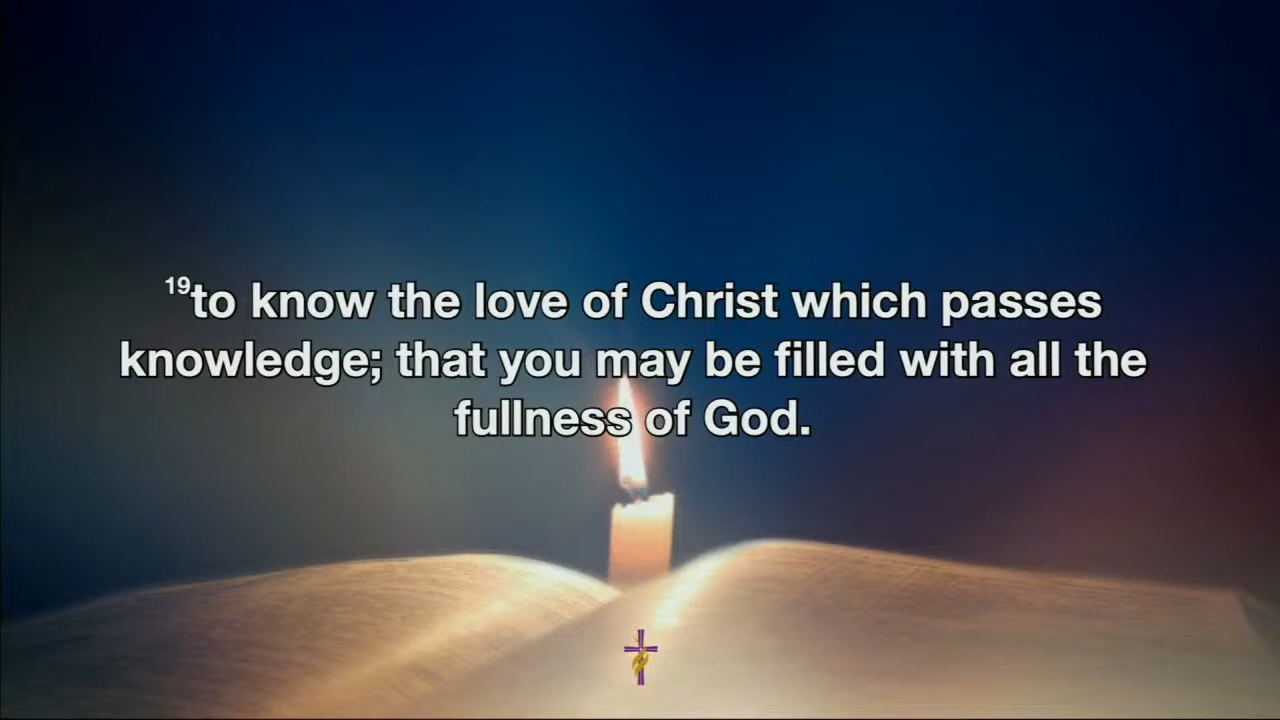 19to know the love of Christ which passes
knowledge; that you may be filled with all the
fullness of God.